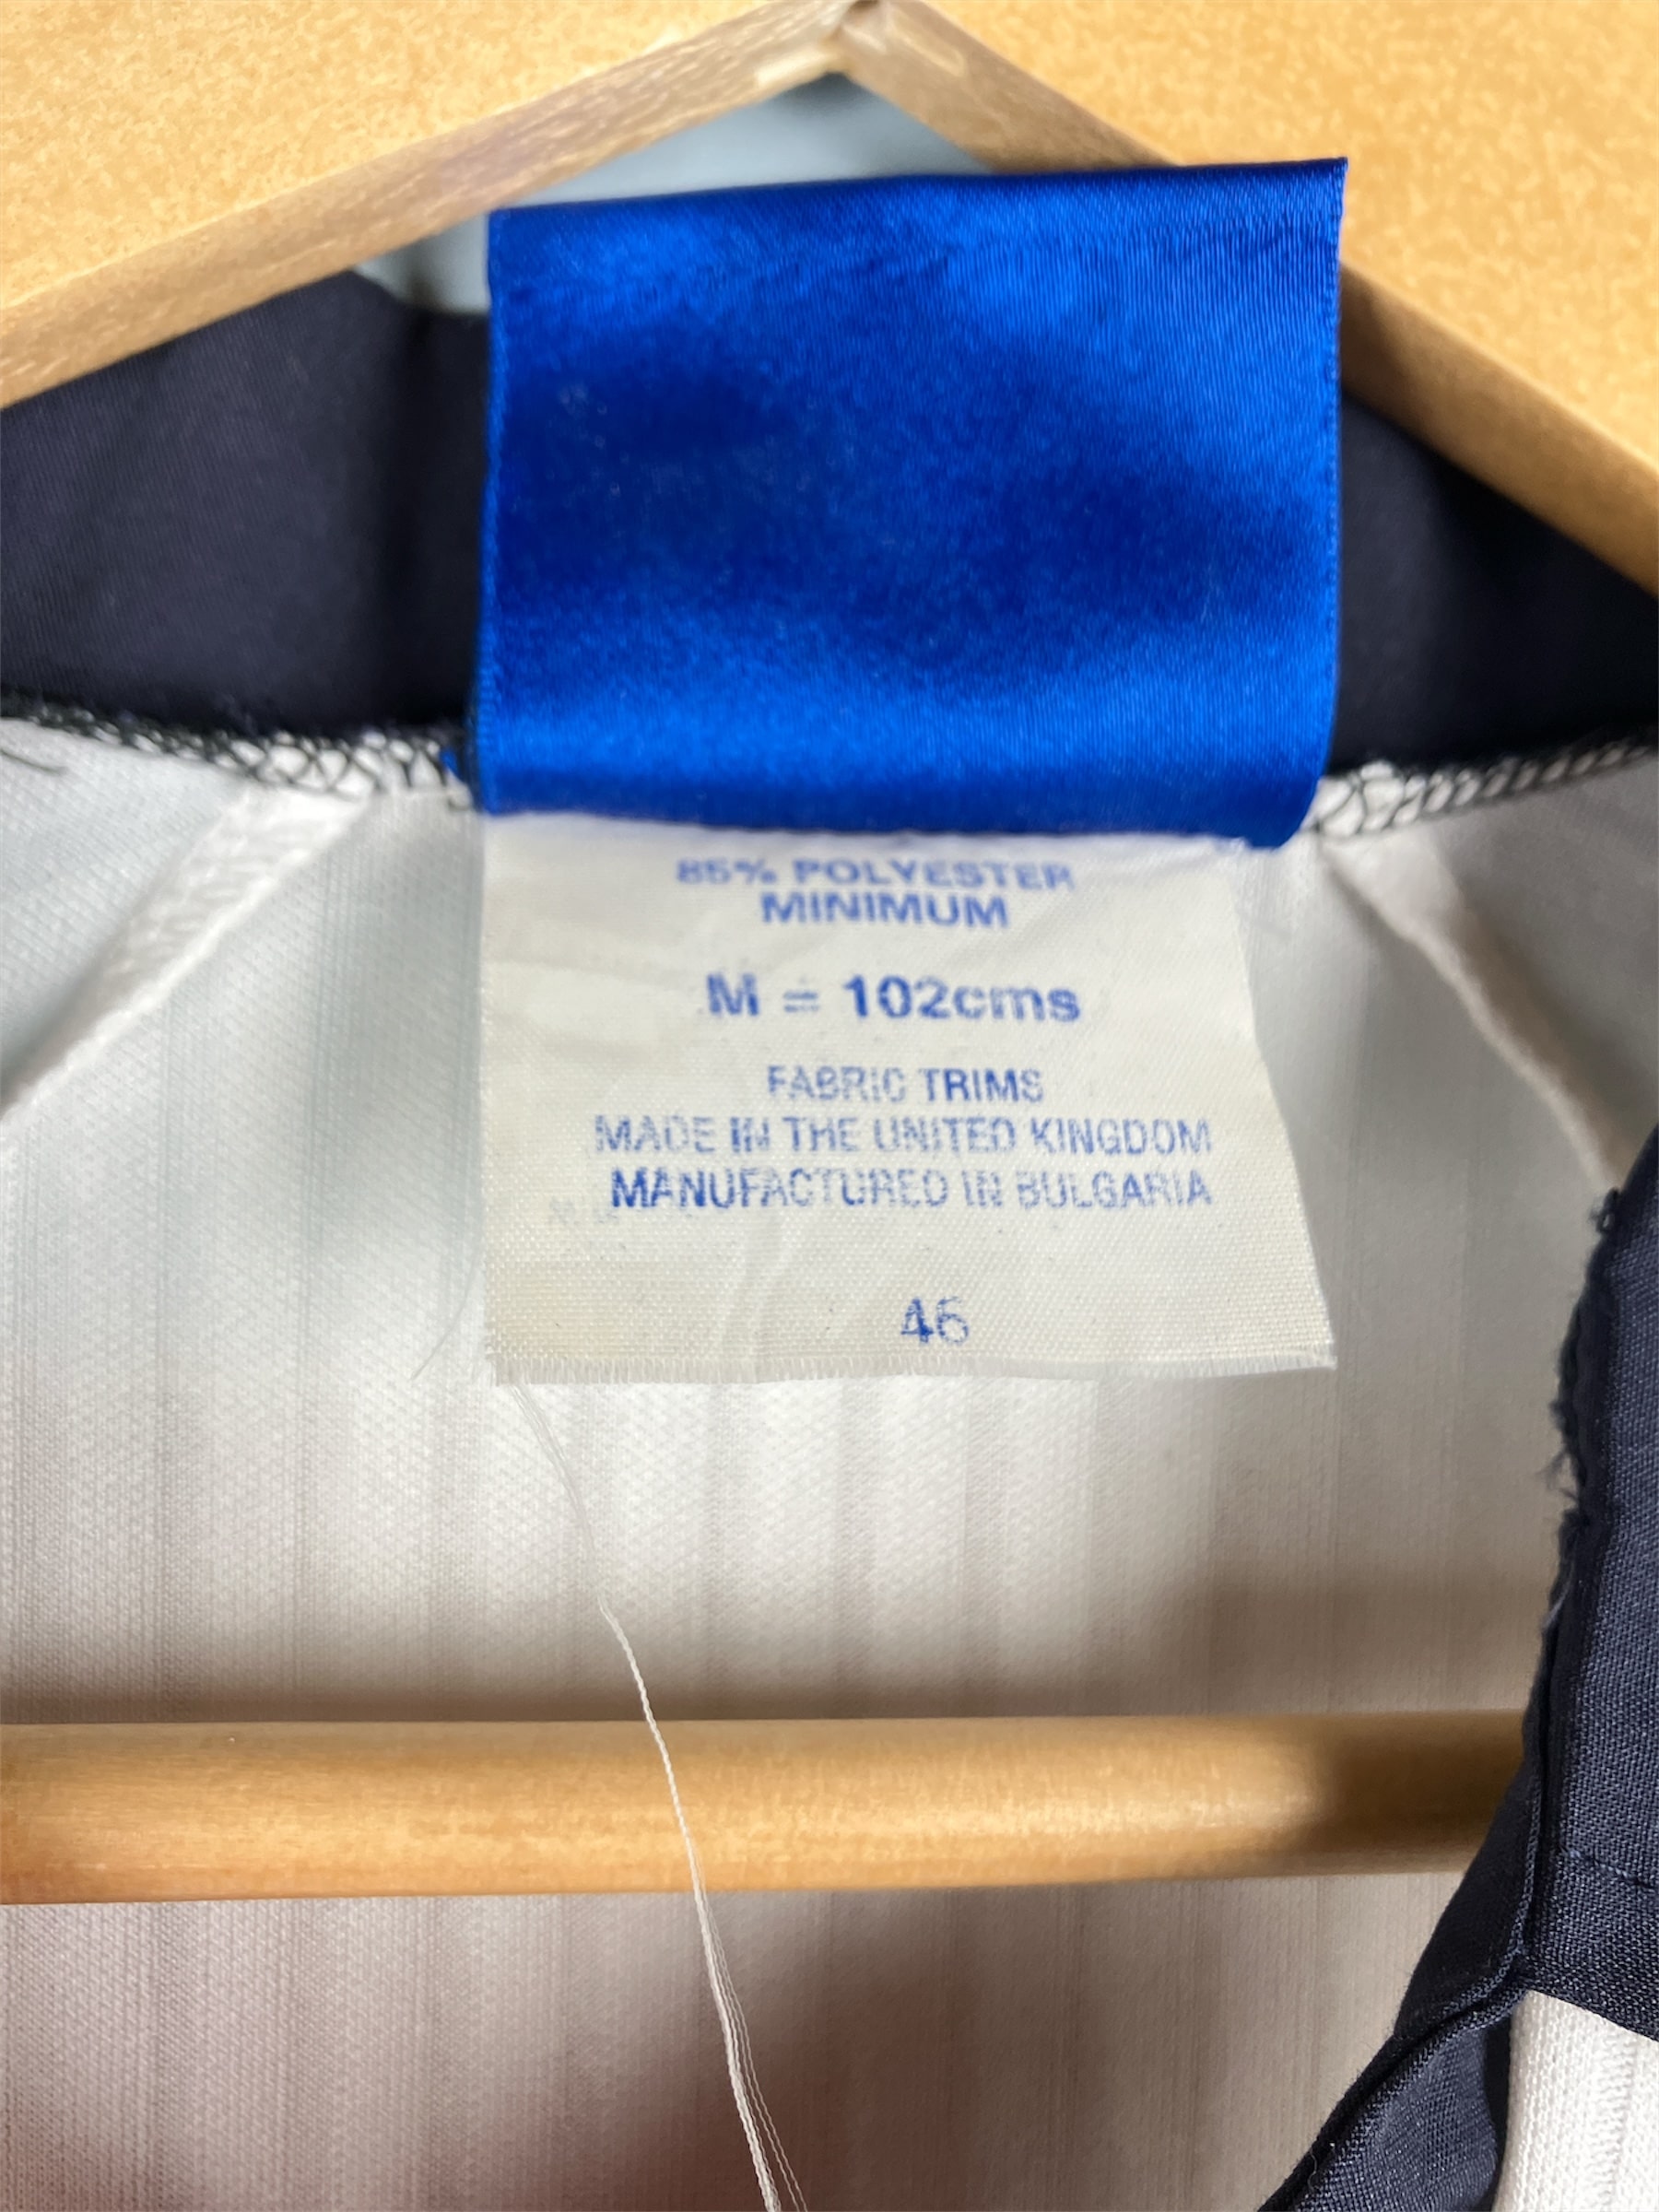 85% POLYESTER
MINIMUM
M = 102cms
FABRIC TRIMS
MADE IN THE UNITED KINGDOM
MANUFACTURED IN BULGARIA
46